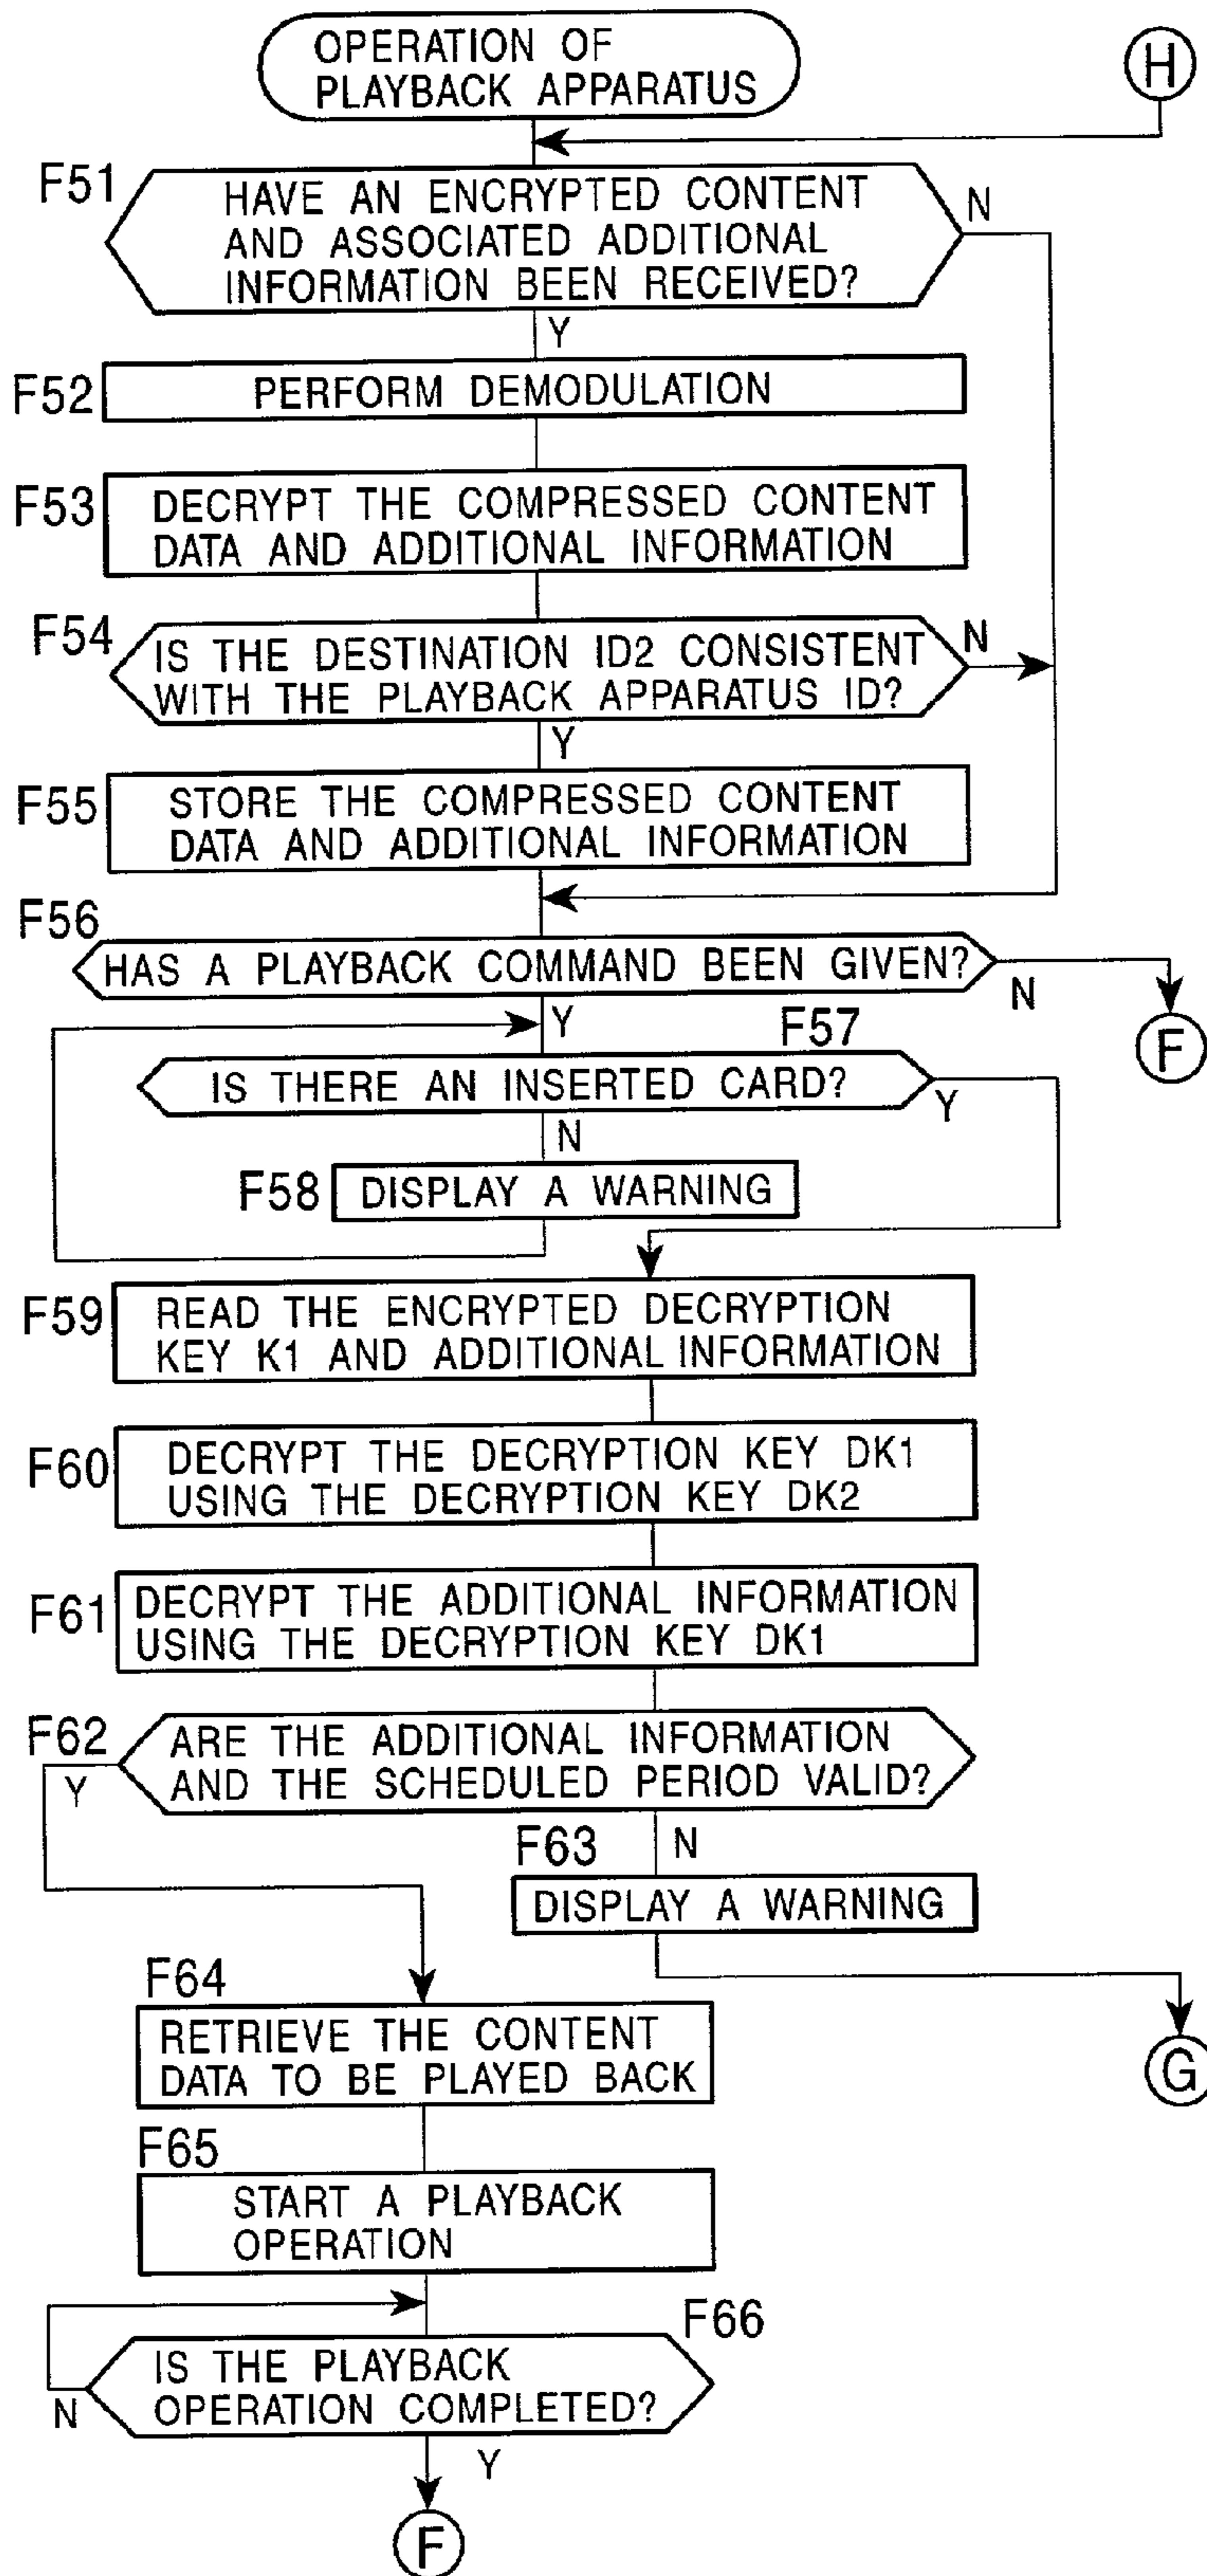 OPERATION OF
PLAYBACK APPARATUS
H
F51
HAVE AN ENCRYPTED CONTENT
AND ASSOCIATED ADDITIONAL
INFORMATION BEEN RECEIVED?
N
Y
F52
PERFORM DEMODULATION
F53
DECRYPT THE COMPRESSED CONTENT
DATA AND ADDITIONAL INFORMATION
F54
IS THE DESTINATION ID2 CONSISTENT
WITH THE PLAYBACK APPARATUS ID?
N
Y
F55
STORE THE COMPRESSED CONTENT
DATA AND ADDITIONAL INFORMATION
F56
HAS A PLAYBACK COMMAND BEEN GIVEN?
N
F
Y
F57
IS THERE AN INSERTED CARD?
Y
N
F58
DISPLAY A WARNING
F59
READ THE ENCRYPTED DECRYPTION
KEY K1 AND ADDITIONAL INFORMATION
F60
DECRYPT THE DECRYPTION KEY DK1
USING THE DECRYPTION KEY DK2
F61
DECRYPT THE ADDITIONAL INFORMATION
USING THE DECRYPTION KEY DK1
F62
ARE THE ADDITIONAL INFORMATION
AND THE SCHEDULED PERIOD VALID?
Y
N
F63
DISPLAY A WARNING
G
F64
RETRIEVE THE CONTENT
DATA TO BE PLAYED BACK
F65
START A PLAYBACK
OPERATION
F66
IS THE PLAYBACK
OPERATION COMPLETED?
N
Y
F